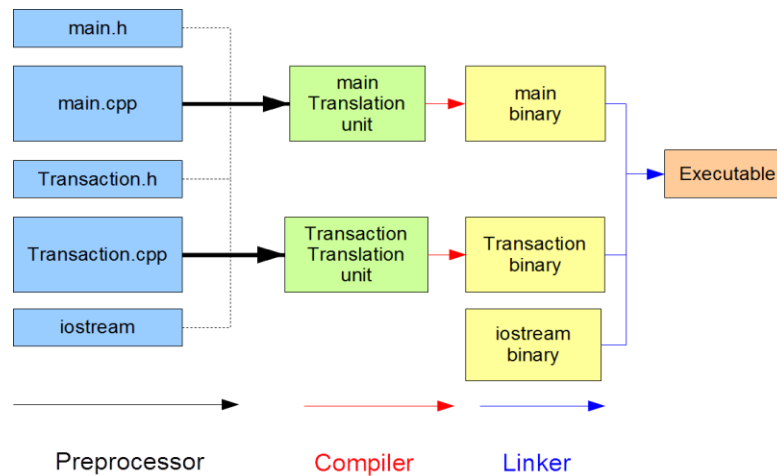 main.h
main.cpp
Transaction.h
Transaction.cpp
iostream
main
Translation
unit
Transaction
Translation
unit
main
binary
Transaction
binary
iostream
binary
Executable
Preprocessor
Compiler
Linker